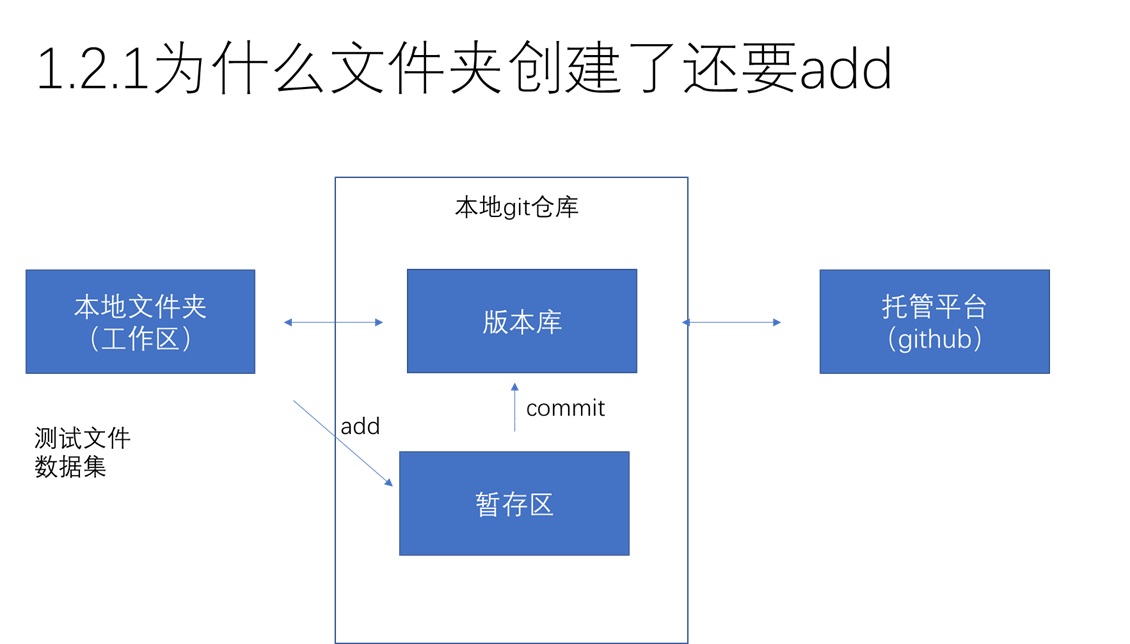 1.2.1为什么文件夹创建了还要add
本地git仓库
本地文件夹
（工作区）
版本库
托管平台
（github）
commit
add
测试文件
数据集
暂存区